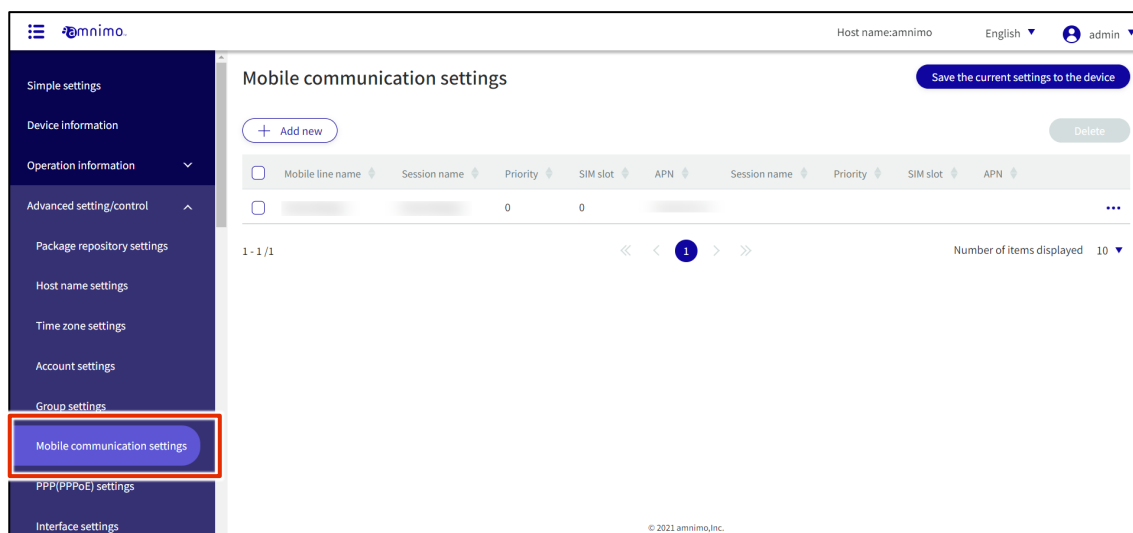 amnimo.
Host name:amnimo
English
admin
Simple settings
Device information
Operation information
Advanced setting/control
Package repository settings
Host name settings
Time zone settings
Account settings
Group settings
Mobile communication settings
PPP(PPPoE) settings
Interface settings
Mobile communication settings
Save the current settings to the device
Add new
Delete
Mobile line name Session name Priority SIM slot APN Session name Priority SIM slot APN
0 0
1 - 1 /1
1
Number of items displayed 10
© 2021 amnimo,Inc.